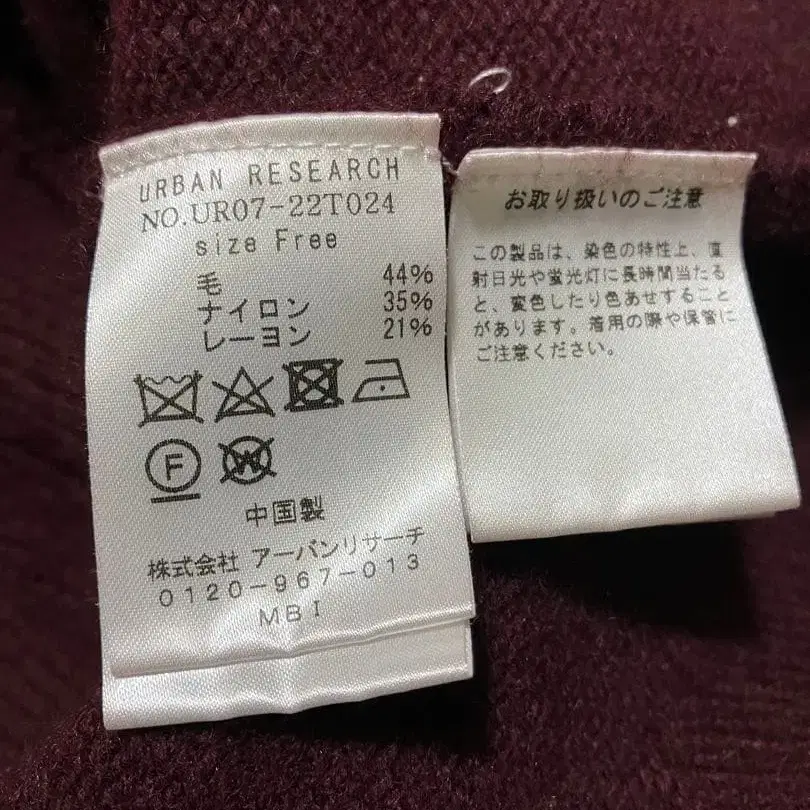 URBAN RESEARCH
NO.UR07-22T024
size Free
毛 44%
ナイロン 35%
レーヨン 21%
F
W
中国製
株式会社 アーバンリサーチ
0120-967-013
MBI
お取り扱いのご注意
この製品は、染色の特性上、直
射日光や蛍光灯に長時間当たる
と、変色したり色あせすること
があります。着用の際や保管に
ご注意ください。